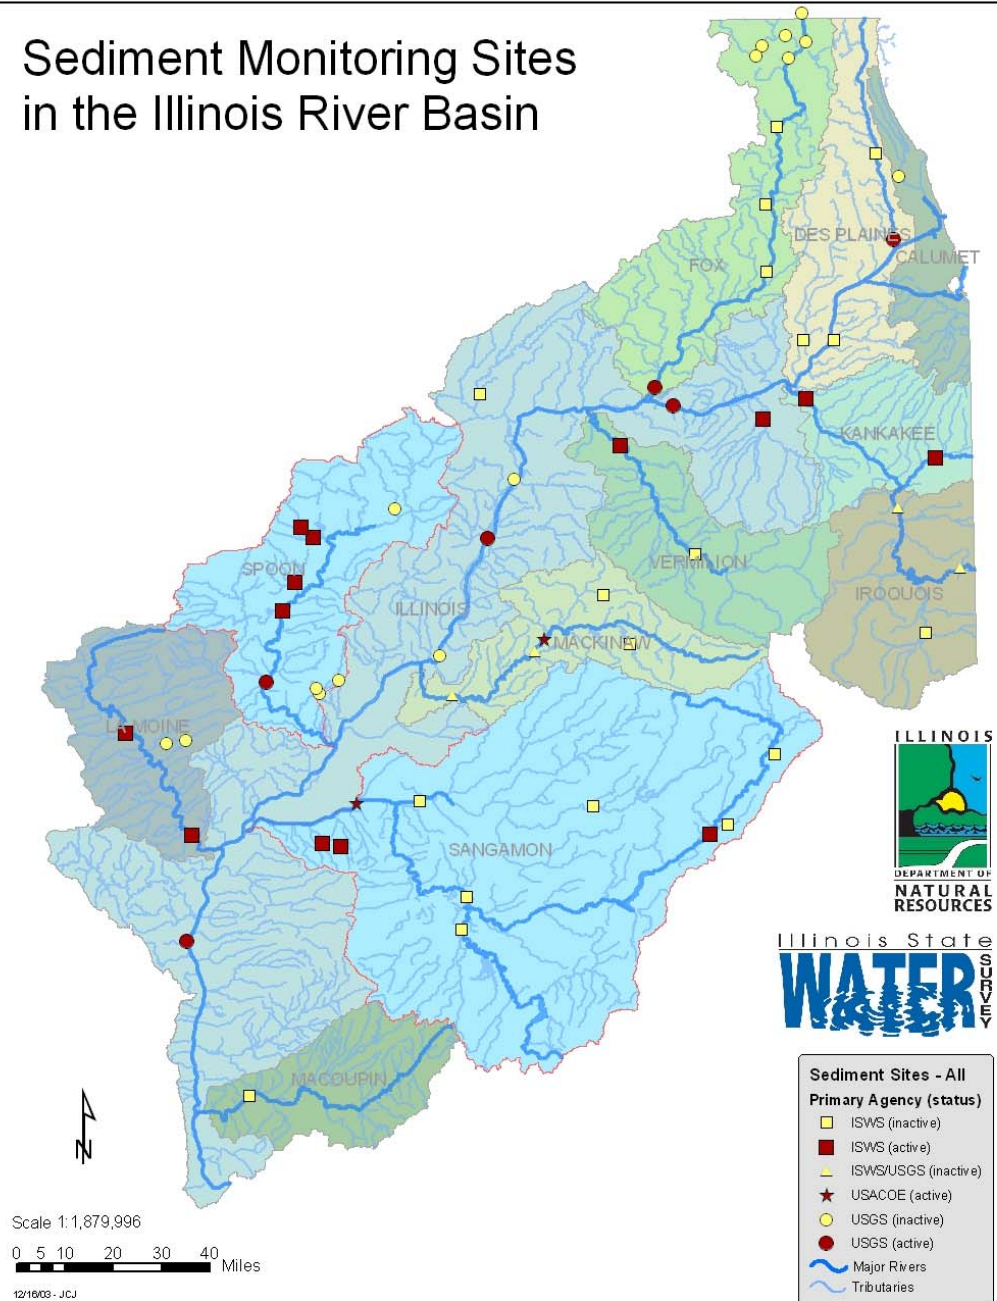 Sediment Monitoring Sites
in the Illinois River Basin
DES PLAINES
CALUMET
FOX
KANKAKEE
SPOON
VERMILION
ILLINOIS
IROQUOIS
MACKINAW
LA MOINE
SANGAMON
MACOUPIN
ILLINOIS
DEPARTMENT OF
NATURAL
RESOURCES
Illinois State
WATER
SURVEY
Sediment Sites - All
Primary Agency (status)
ISWS (inactive)
ISWS (active)
ISWS/USGS (inactive)
USACOE (active)
USGS (inactive)
USGS (active)
Major Rivers
Tributaries
N
Scale 1:1,879,996
0 5 10 20 30 40 Miles
12/16/03 - JCJ